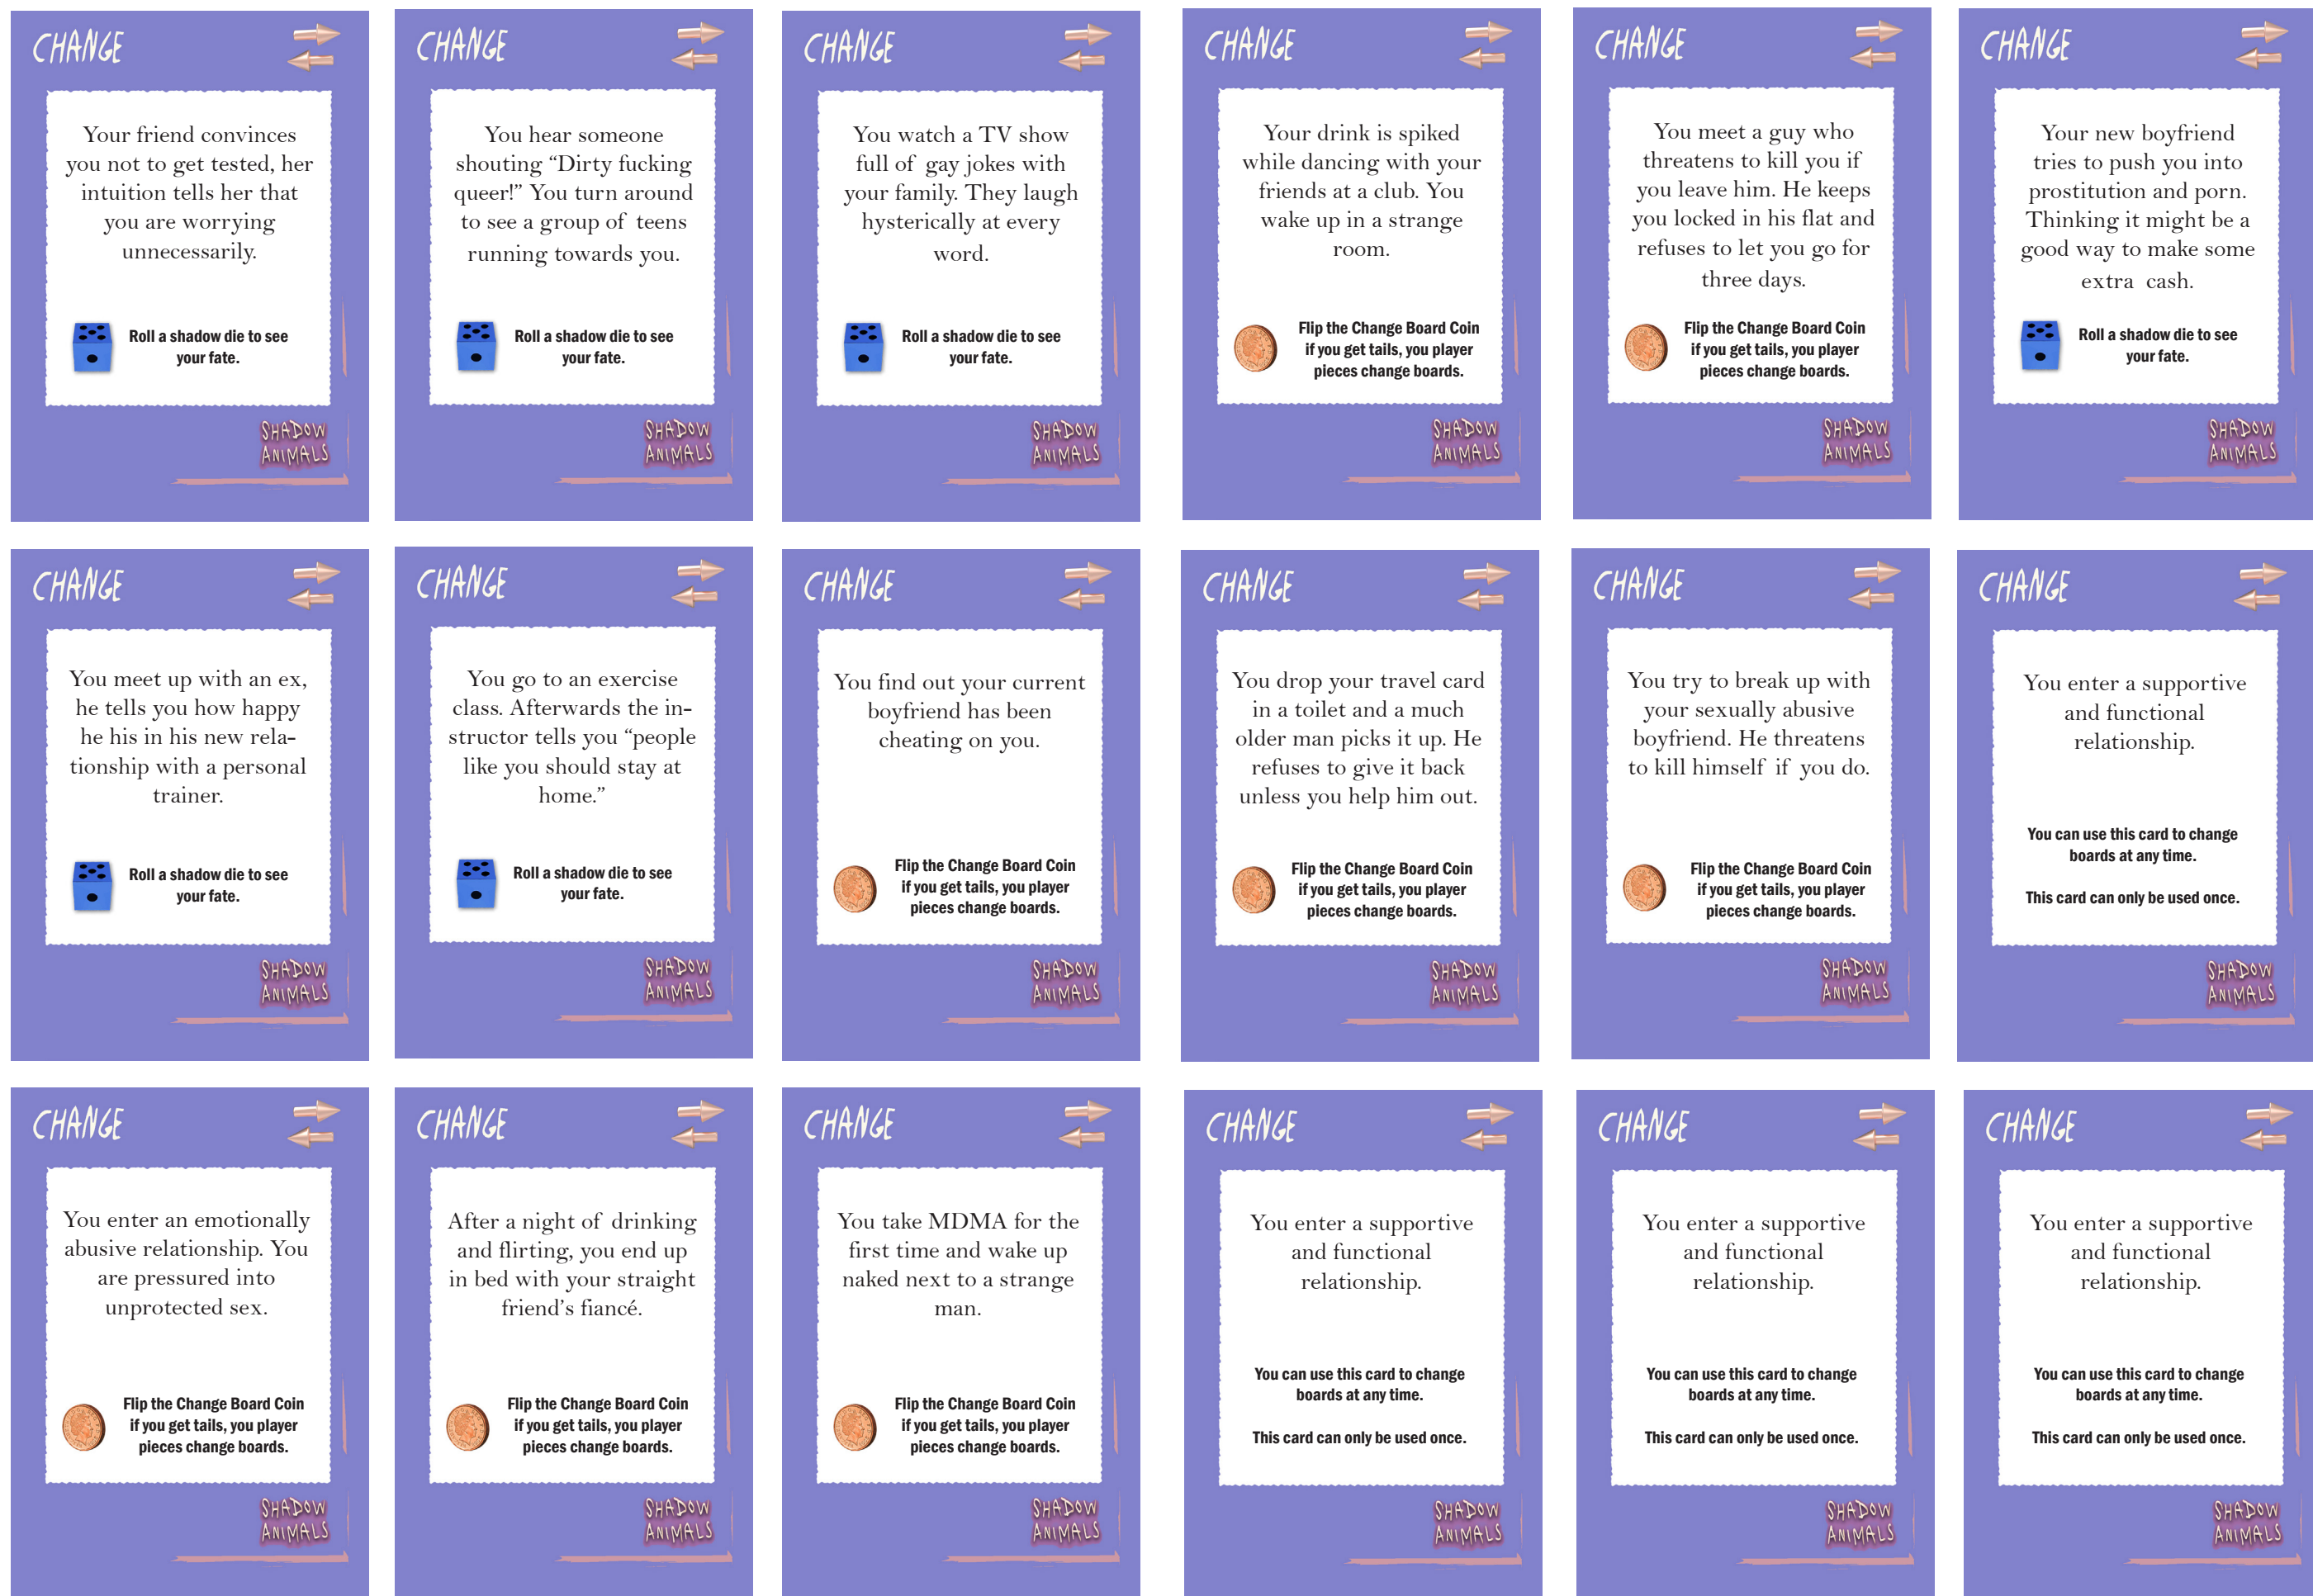 CHANGE
Your friend convinces
you not to get tested, her
intuition tells her that
you are worrying
unnecessarily.
Roll a shadow die to see
your fate.
SHADOW
ANIMALS
CHANGE
You hear someone
shouting “Dirty fucking
queer!” You turn around
to see a group of teens
running towards you.
Roll a shadow die to see
your fate.
SHADOW
ANIMALS
CHANGE
You watch a TV show
full of gay jokes with
your family. They laugh
hysterically at every
word.
Roll a shadow die to see
your fate.
SHADOW
ANIMALS
CHANGE
Your drink is spiked
while dancing with your
friends at a club. You
wake up in a strange
room.
Flip the Change Board Coin
if you get tails, you player
pieces change boards.
SHADOW
ANIMALS
CHANGE
You meet a guy who
threatens to kill you if
you leave him. He keeps
you locked in his flat and
refuses to let you go for
three days.
Flip the Change Board Coin
if you get tails, you player
pieces change boards.
SHADOW
ANIMALS
CHANGE
Your new boyfriend
tries to push you into
prostitution and porn.
Thinking it might be a
good way to make some
extra cash.
Roll a shadow die to see
your fate.
SHADOW
ANIMALS
CHANGE
You meet up with an ex,
he tells you how happy
he his in his new rela-
tionship with a personal
trainer.
Roll a shadow die to see
your fate.
SHADOW
ANIMALS
CHANGE
You go to an exercise
class. Afterwards the in-
structor tells you “people
like you should stay at
home.”
Roll a shadow die to see
your fate.
SHADOW
ANIMALS
CHANGE
You find out your current
boyfriend has been
cheating on you.
Flip the Change Board Coin
if you get tails, you player
pieces change boards.
SHADOW
ANIMALS
CHANGE
You drop your travel card
in a toilet and a much
older man picks it up. He
refuses to give it back
unless you help him out.
Flip the Change Board Coin
if you get tails, you player
pieces change boards.
SHADOW
ANIMALS
CHANGE
You try to break up with
your sexually abusive
boyfriend. He threatens
to kill himself if you do.
Flip the Change Board Coin
if you get tails, you player
pieces change boards.
SHADOW
ANIMALS
CHANGE
You enter a supportive
and functional
relationship.
You can use this card to change
boards at any time.
This card can only be used once.
SHADOW
ANIMALS
CHANGE
You enter an emotionally
abusive relationship. You
are pressured into
unprotected sex.
Flip the Change Board Coin
if you get tails, you player
pieces change boards.
SHADOW
ANIMALS
CHANGE
After a night of drinking
and flirting, you end up
in bed with your straight
friend’s fiancé.
Flip the Change Board Coin
if you get tails, you player
pieces change boards.
SHADOW
ANIMALS
CHANGE
You take MDMA for the
first time and wake up
naked next to a strange
man.
Flip the Change Board Coin
if you get tails, you player
pieces change boards.
SHADOW
ANIMALS
CHANGE
You enter a supportive
and functional
relationship.
You can use this card to change
boards at any time.
This card can only be used once.
SHADOW
ANIMALS
CHANGE
You enter a supportive
and functional
relationship.
You can use this card to change
boards at any time.
This card can only be used once.
SHADOW
ANIMALS
CHANGE
You enter a supportive
and functional
relationship.
You can use this card to change
boards at any time.
This card can only be used once.
SHADOW
ANIMALS